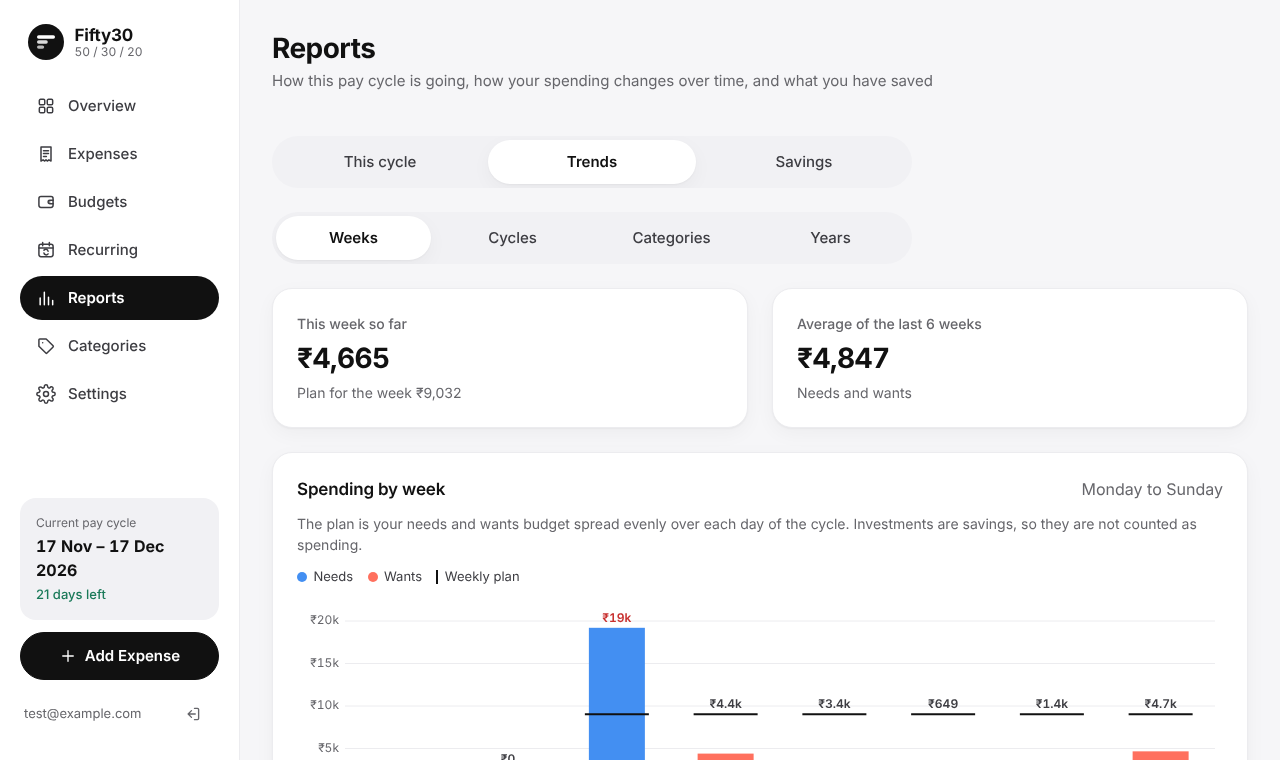 Fifty30
50 / 30 / 20
Overview
Expenses
Budgets
Recurring
Reports
Categories
Settings
Current pay cycle
17 Nov – 17 Dec
2026
21 days left
Add Expense
test@example.com
Reports
How this pay cycle is going, how your spending changes over time, and what you have saved
This cycle Trends Savings
Weeks Cycles Categories Years
This week so far
₹4,665
Plan for the week ₹9,032
Average of the last 6 weeks
₹4,847
Needs and wants
Spending by week
Monday to Sunday
The plan is your needs and wants budget spread evenly over each day of the cycle. Investments are savings, so they are not counted as
spending.
Needs Wants Weekly plan
₹20k
₹15k
₹10k
₹5k
₹0
₹19k
₹4.4k
₹3.4k
₹649
₹1.4k
₹4.7k